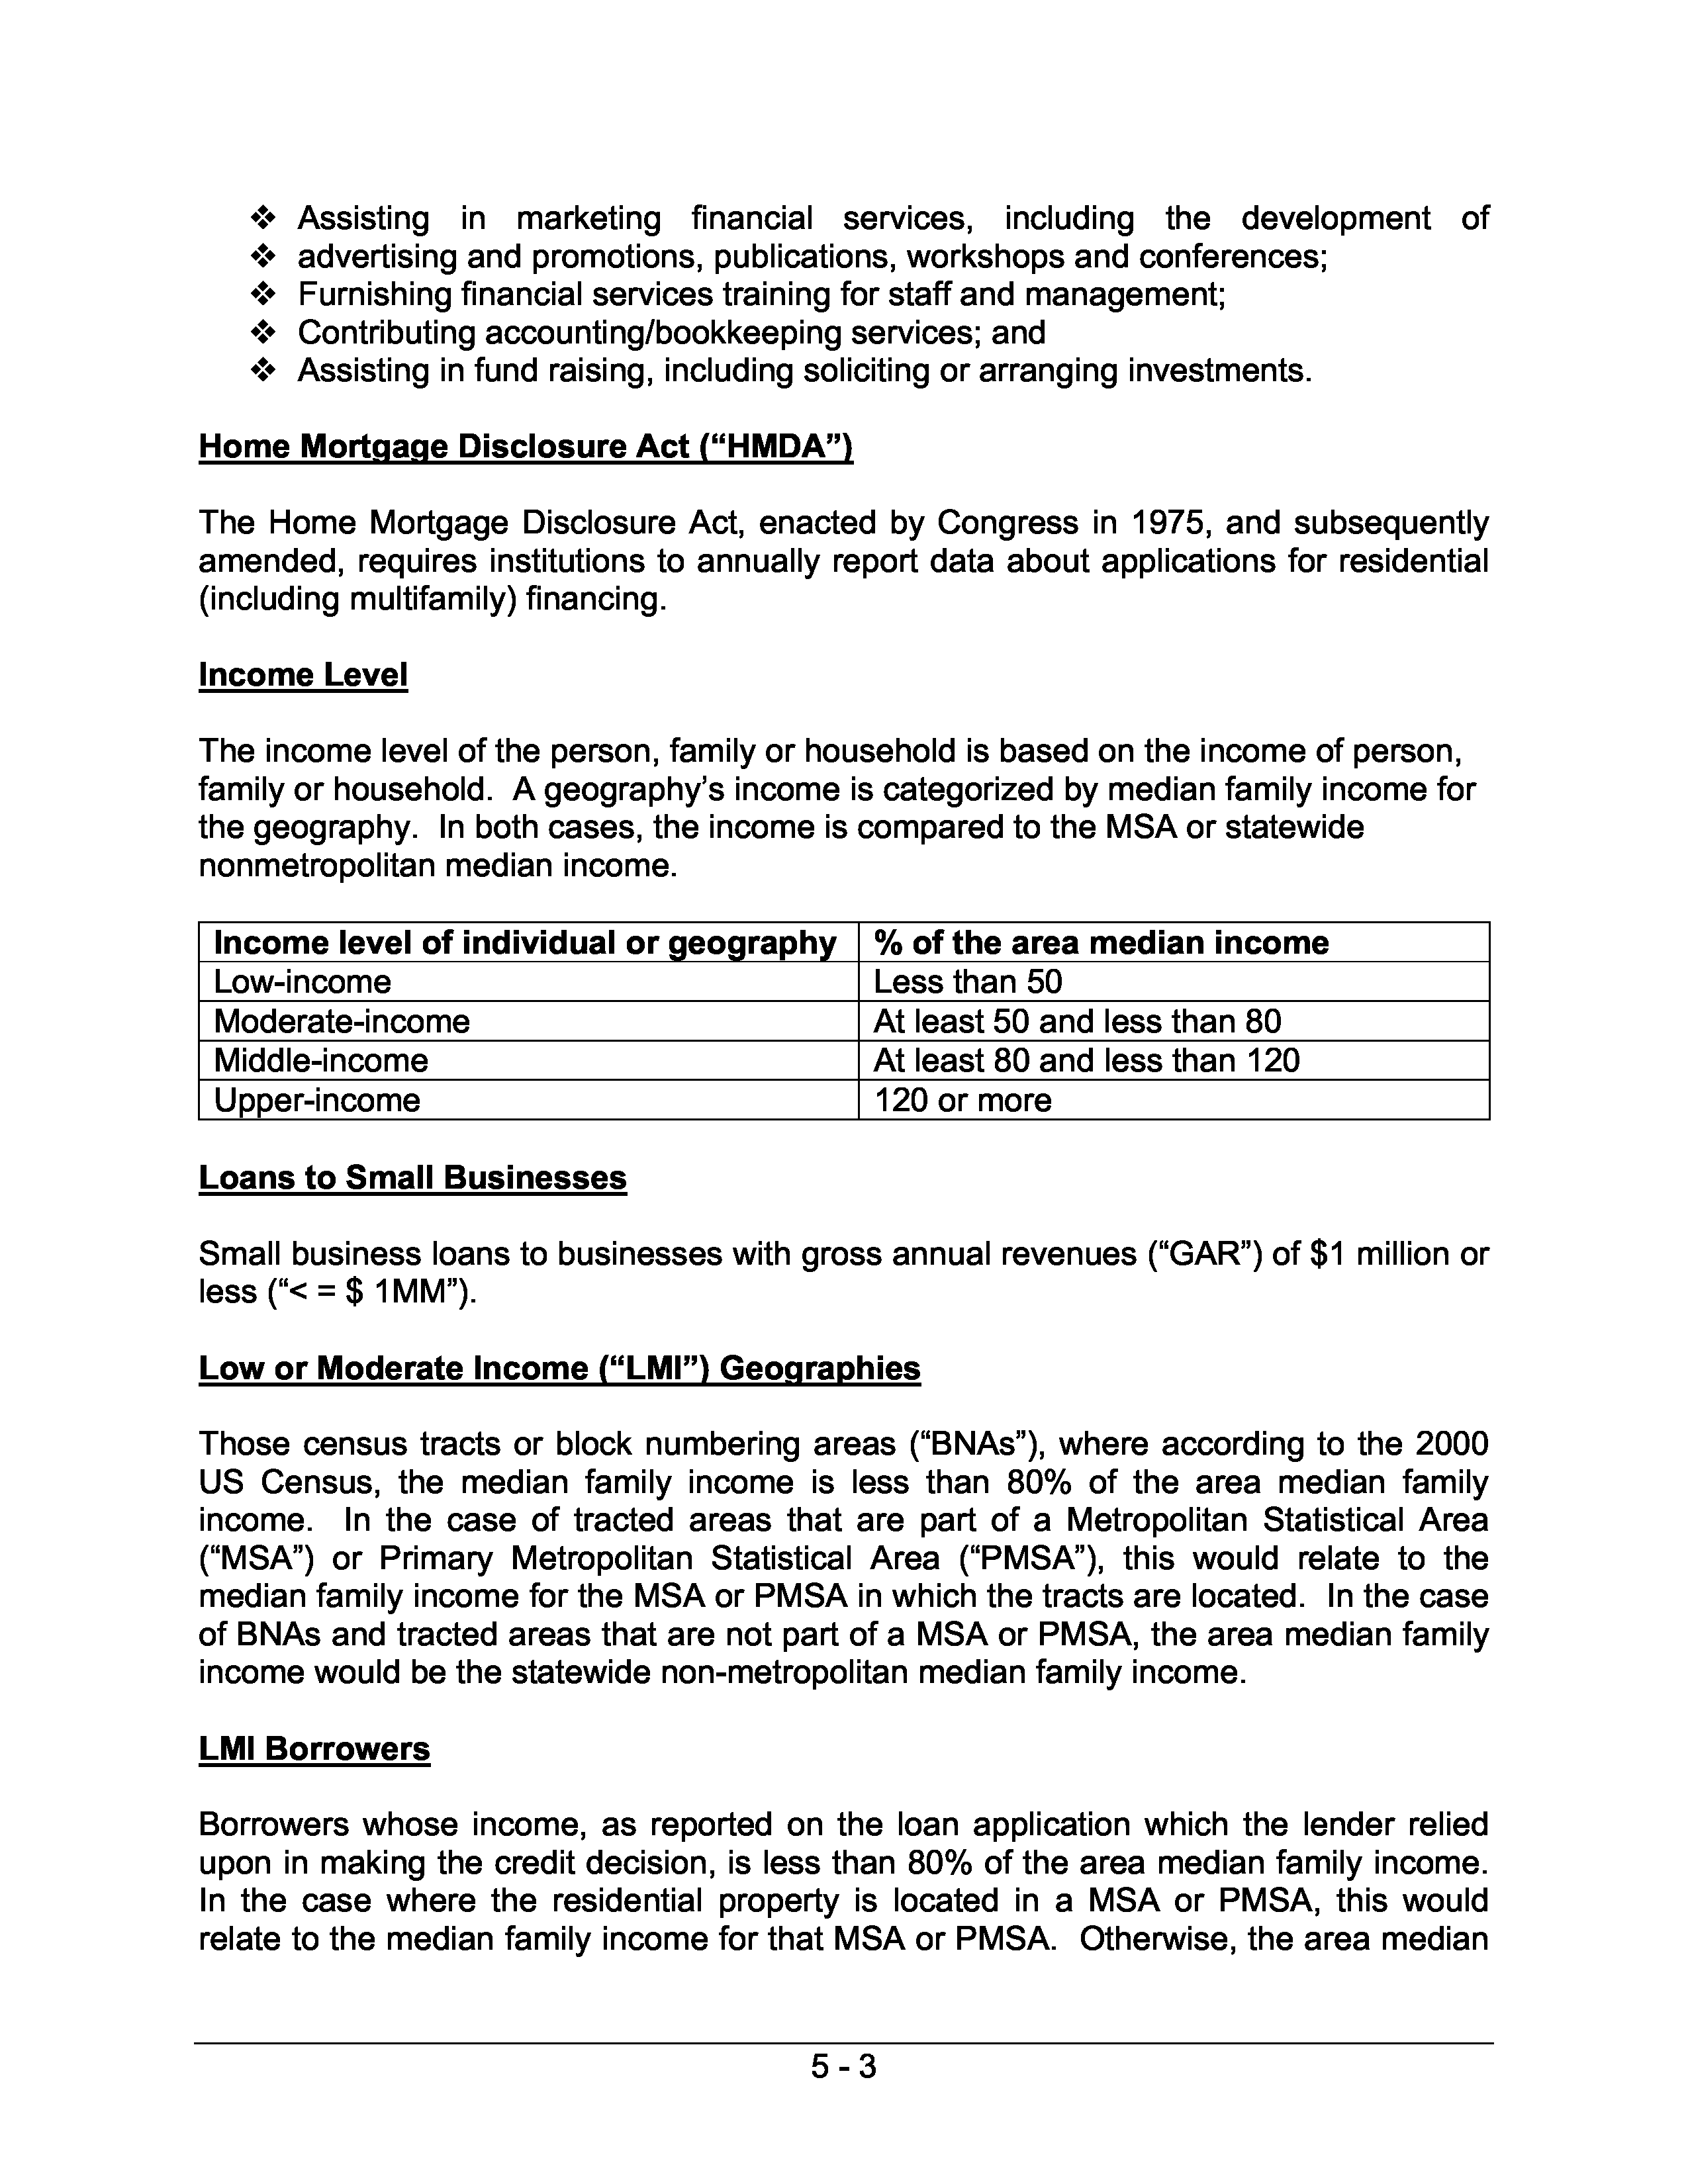 ❖ Assisting in marketing financial services, including the development of
❖ advertising and promotions, publications, workshops and conferences;
❖ Furnishing financial services training for staff and management;
❖ Contributing accounting/bookkeeping services; and
❖ Assisting in fund raising, including soliciting or arranging investments.
Home Mortgage Disclosure Act (“HMDA”)
The Home Mortgage Disclosure Act, enacted by Congress in 1975, and subsequently
amended, requires institutions to annually report data about applications for residential
(including multifamily) financing.
Income Level
The income level of the person, family or household is based on the income of person,
family or household.  A geography’s income is categorized by median family income for
the geography.  In both cases, the income is compared to the MSA or statewide
nonmetropolitan median income.
Income level of individual or geography % of the area median income
Low-income Less than 50
Moderate-income At least 50 and less than 80
Middle-income At least 80 and less than 120
Upper-income 120 or more
Loans to Small Businesses
Small business loans to businesses with gross annual revenues (“GAR”) of $1 million or
less (“< = $ 1MM”).
Low or Moderate Income (“LMI”) Geographies
Those census tracts or block numbering areas (“BNAs”), where according to the 2000
US Census, the median family income is less than 80% of the area median family
income.  In the case of tracted areas that are part of a Metropolitan Statistical Area
(“MSA”) or Primary Metropolitan Statistical Area (“PMSA”), this would relate to the
median family income for the MSA or PMSA in which the tracts are located.  In the case
of BNAs and tracted areas that are not part of a MSA or PMSA, the area median family
income would be the statewide non-metropolitan median family income.
LMI Borrowers
Borrowers whose income, as reported on the loan application which the lender relied
upon in making the credit decision, is less than 80% of the area median family income.
In the case where the residential property is located in a MSA or PMSA, this would
relate to the median family income for that MSA or PMSA.  Otherwise, the area median
5 - 3